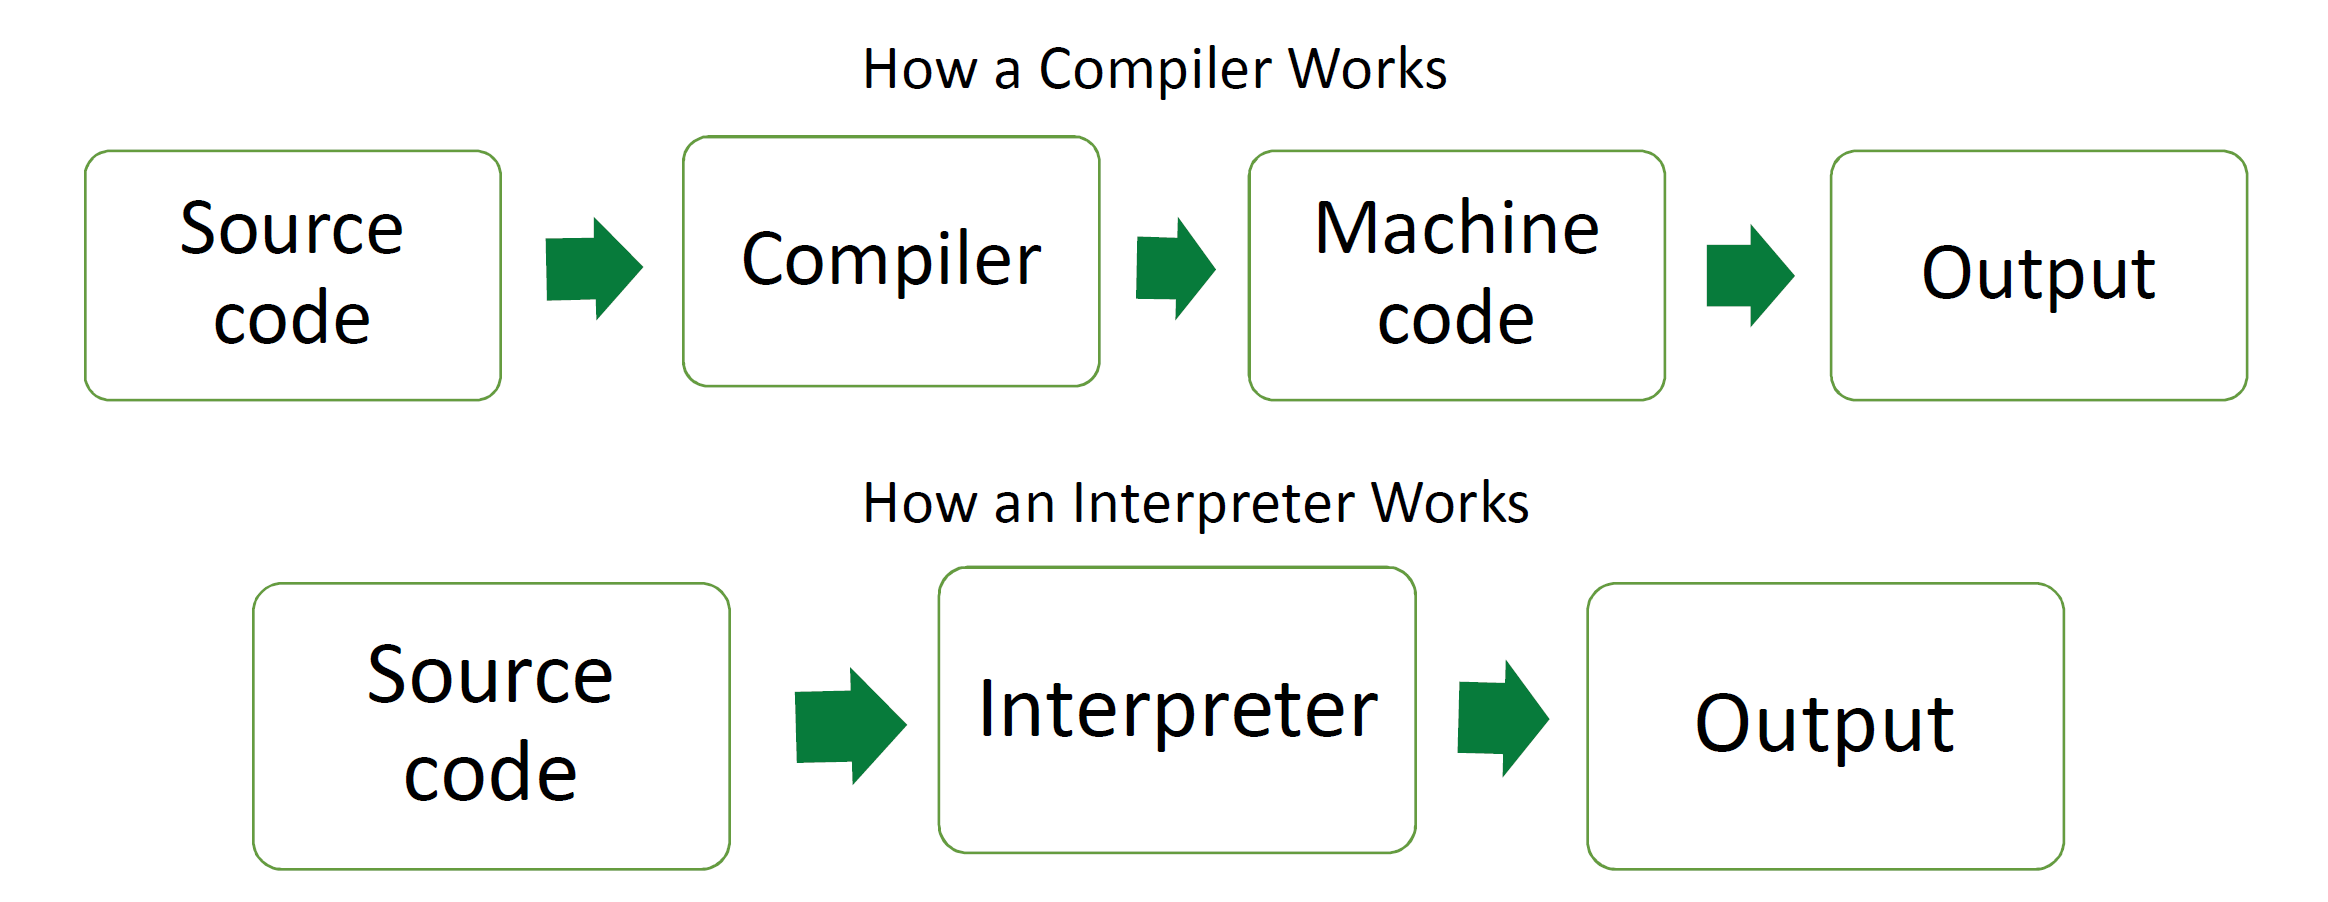 How a Compiler Works
Source
code
Compiler
Machine
code
Output
How an Interpreter Works
Source
code
Interpreter
Output